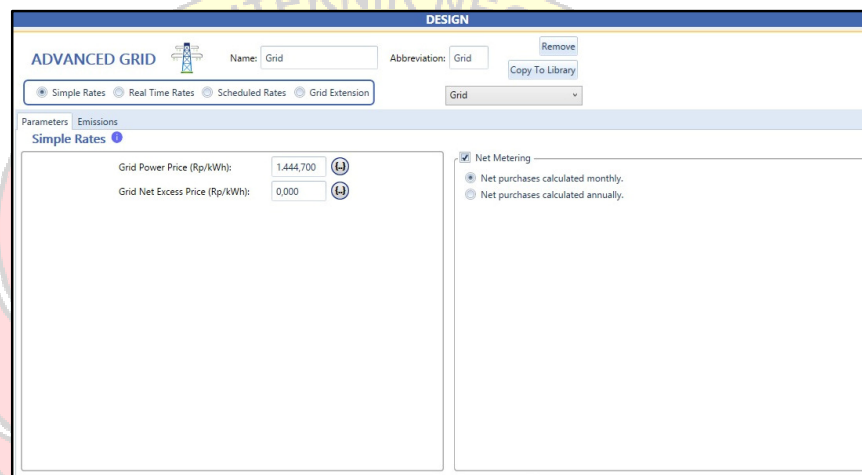 DESIGN
ADVANCED GRID Name: Grid Abbreviation: Grid Remove
Copy To Library
Simple Rates Real Time Rates Scheduled Rates Grid Extension Grid
Parameters Emissions
Simple Rates
Grid Power Price (Rp/kWh): 1.444,700 {..}
Grid Net Excess Price (Rp/kWh): 0,000 {..}
Net Metering
Net purchases calculated monthly.
Net purchases calculated annually.